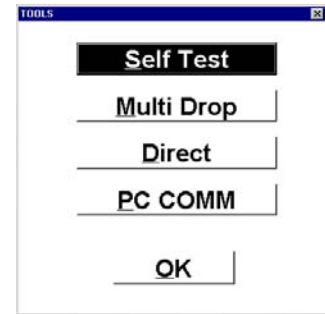 TOOLS
Self Test
Multi Drop
Direct
PC COMM
OK